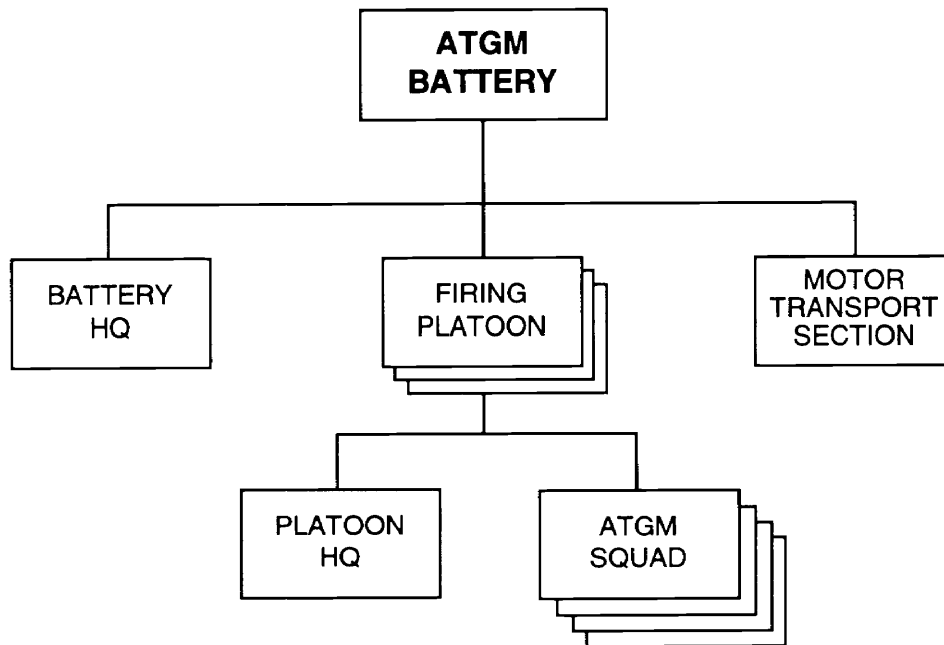 ATGM
BATTERY
BATTERY
HQ
FIRING
PLATOON
MOTOR
TRANSPORT
SECTION
PLATOON
HQ
ATGM
SQUAD